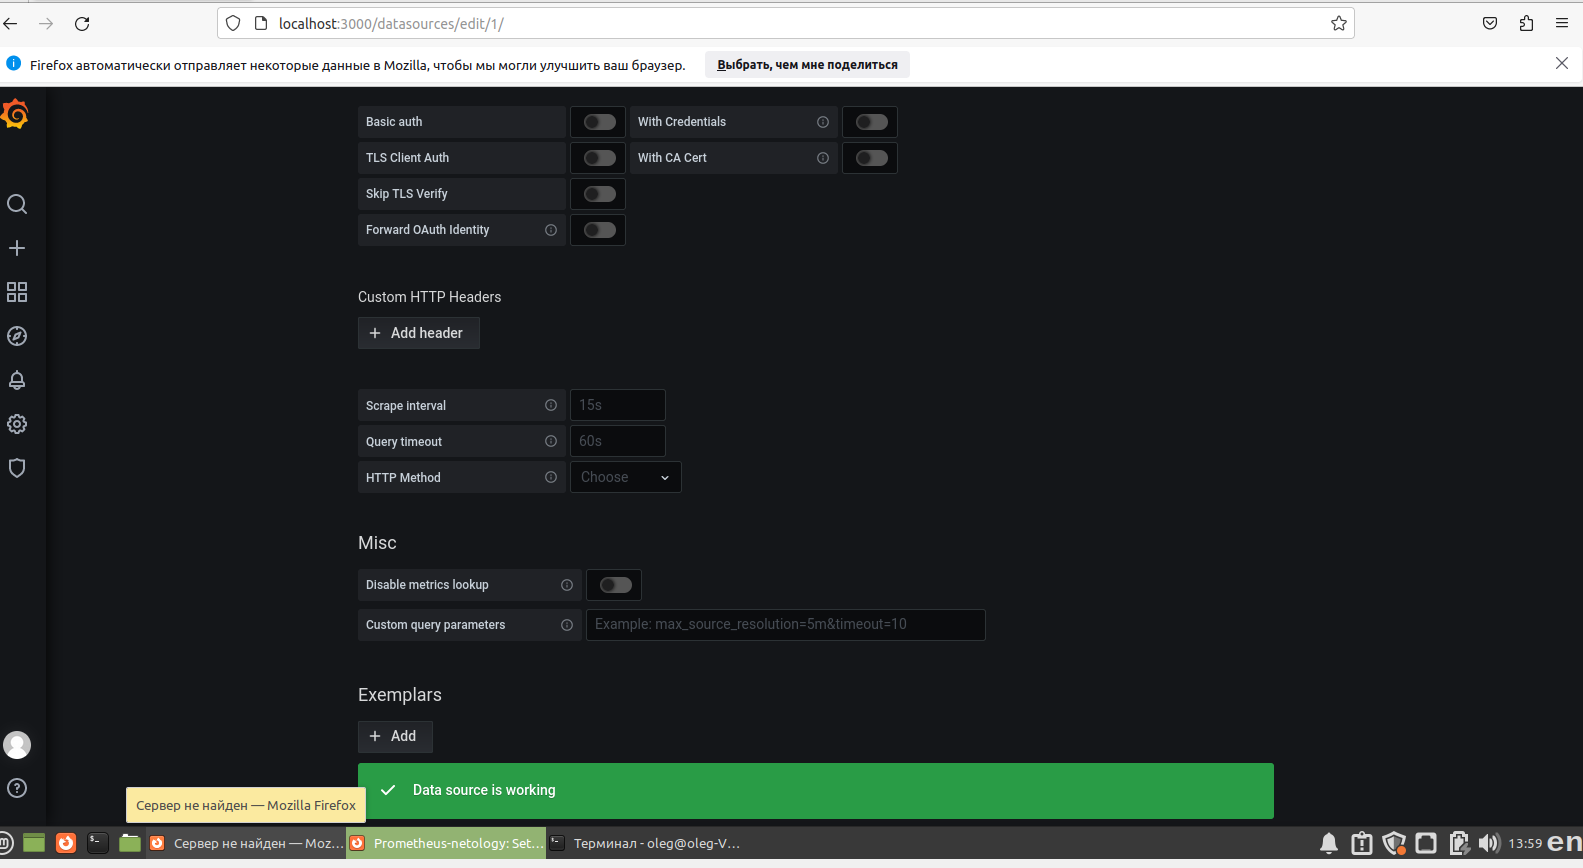 localhost:3000/datasources/edit/1/
Firefox автоматически отправляет некоторые данные в Mozilla, чтобы мы могли улучшить ваш браузер.
Выбрать, чем мне поделиться
Basic auth
With Credentials
TLS Client Auth
With CA Cert
Skip TLS Verify
Forward OAuth Identity
Custom HTTP Headers
+ Add header
Scrape interval
15s
Query timeout
60s
HTTP Method
Choose
Misc
Disable metrics lookup
Custom query parameters
Example: max_source_resolution=5m&timeout=10
Exemplars
+ Add
Data source is working
Сервер не найден — Mozilla Firefox
Сервер не найден — Moz...
Prometheus-netology: Set...
Терминал - oleg@oleg-V...
13:59
en